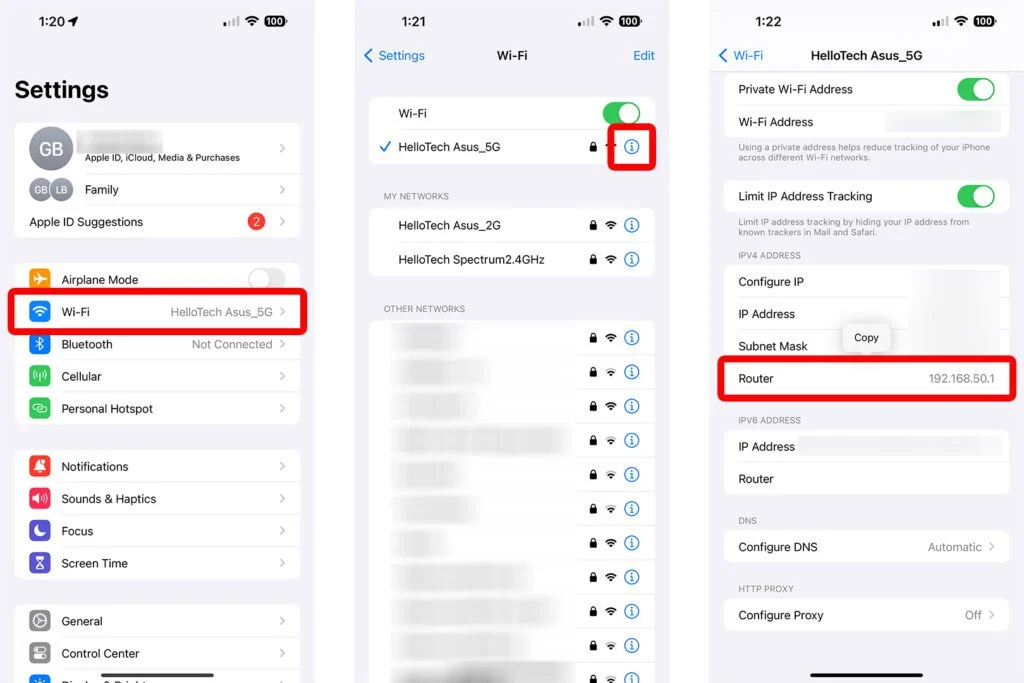 1:20
100
Settings
GB
Apple ID, iCloud, Media & Purchases
GB LB Family
Apple ID Suggestions 2
Airplane Mode
Wi-Fi HelloTech Asus_5G
Bluetooth Not Connected
Cellular
Personal Hotspot
Notifications
Sounds & Haptics
Focus
Screen Time
General
Control Center
1:21
100
Settings Wi-Fi Edit
Wi-Fi
HelloTech Asus_5G
MY NETWORKS
HelloTech Asus_2G
HelloTech Spectrum2.4GHz
OTHER NETWORKS
1:22
100
Wi-Fi HelloTech Asus_5G
Private Wi-Fi Address
Wi-Fi Address
Using a private address helps reduce tracking of your iPhone
across different Wi-Fi networks.
Limit IP Address Tracking
Limit IP address tracking by hiding your IP address from
known trackers in Mail and Safari.
IPV4 ADDRESS
Configure IP
IP Address
Subnet Mask
Copy
Router 192.168.50.1
IPV6 ADDRESS
IP Address
Router
DNS
Configure DNS Automatic
HTTP PROXY
Configure Proxy Off